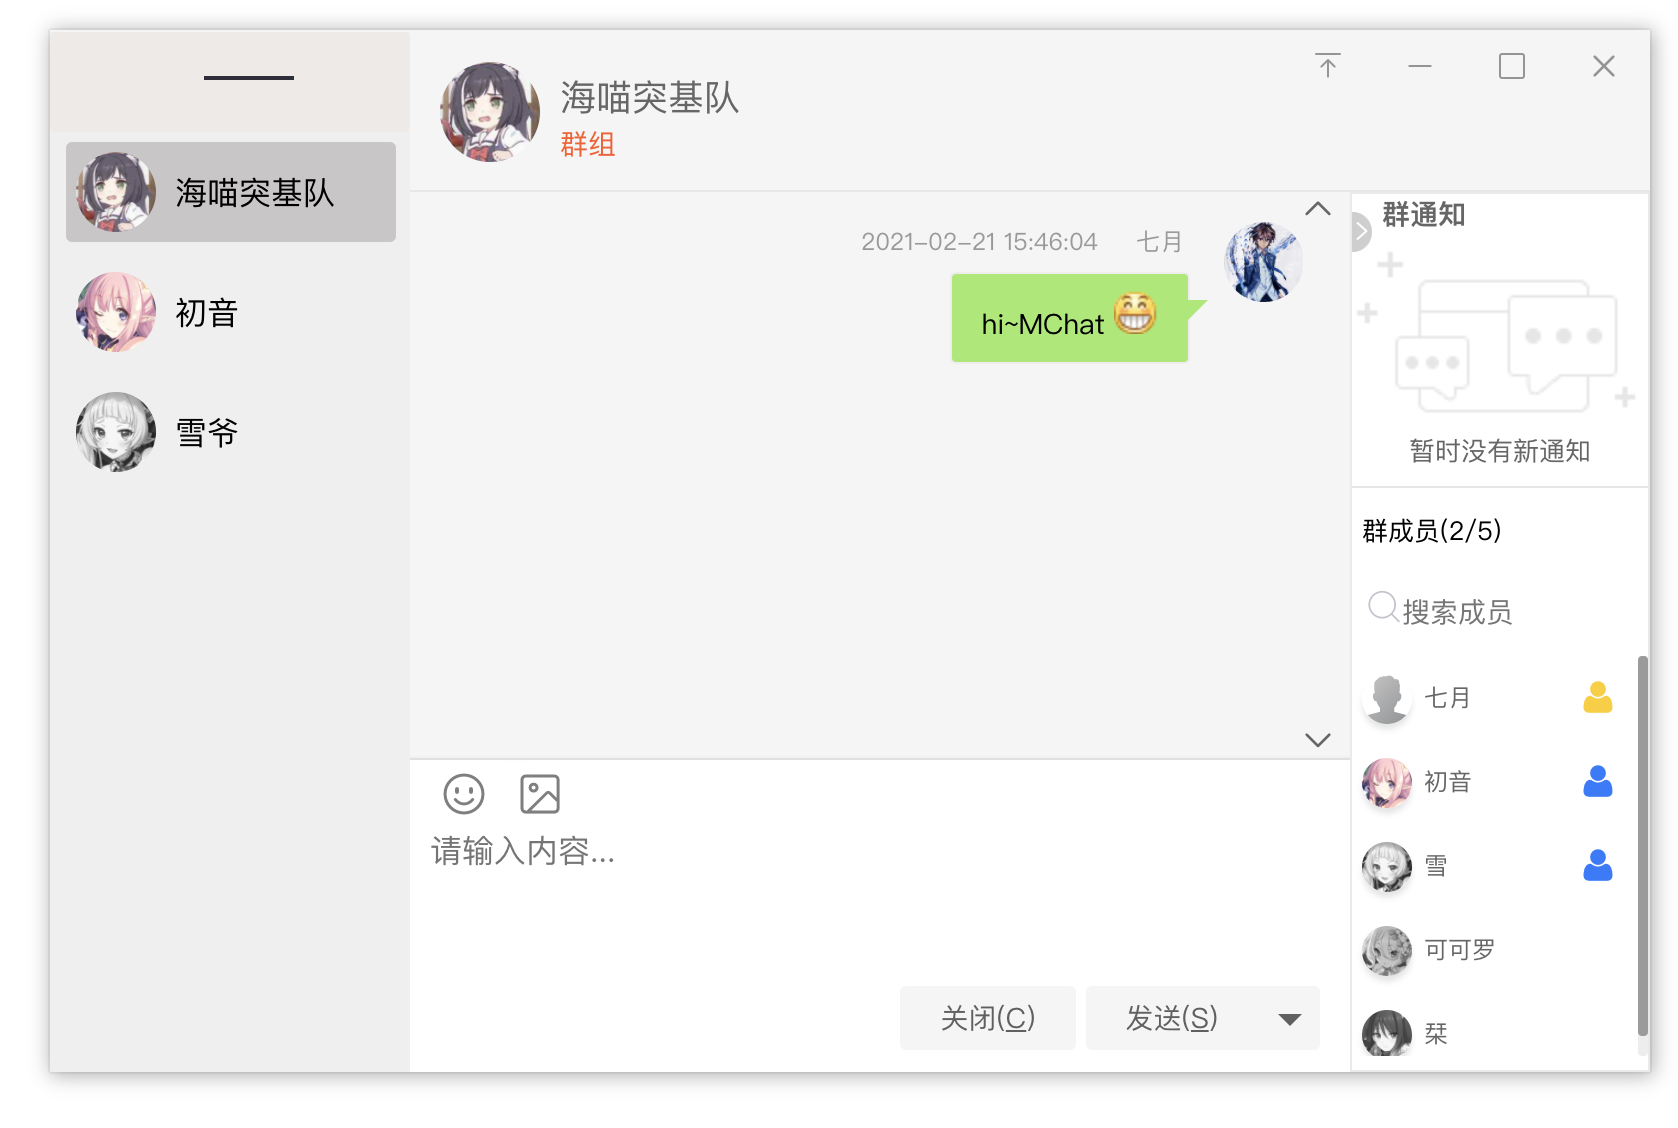 海喵突基队
初音
雪爷
海喵突基队
群组
2021-02-21 15:46:04 七月
hi~MChat 😁
请输入内容...
关闭(C)
发送(S)
群通知
暂时没有新通知
群成员(2/5)
搜索成员
七月
初音
雪
可可罗
栞